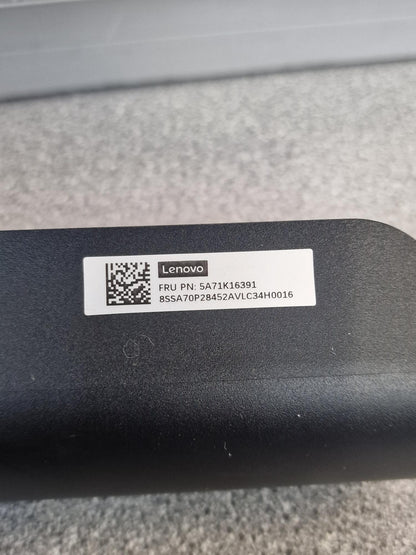 Lenovo
FRU PN: 5A71K16391
8SSA70P28452AVLC34H0016